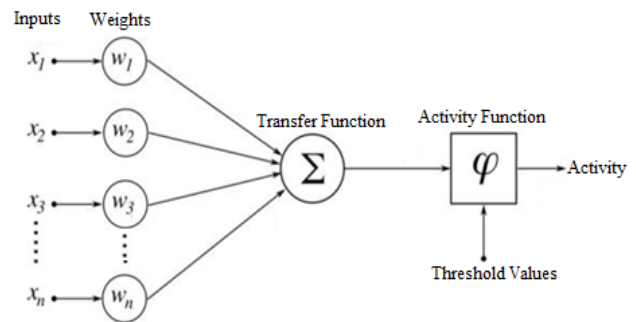 Inputs Weights
x1 w1
x2 w2
x3 w3
xn wn
Transfer Function
Σ
Activity Function
φ
Activity
Threshold Values